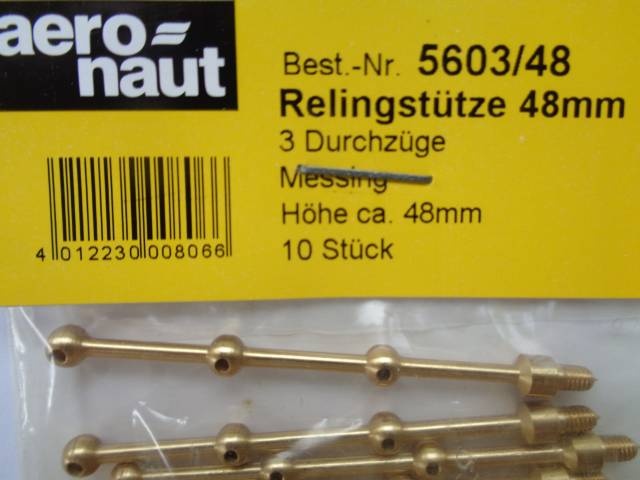 aero-
naut
Best.-Nr. 5603/48
Relingstütze 48mm
3 Durchzüge
Messing
Höhe ca. 48mm
10 Stück
4 012230 008066